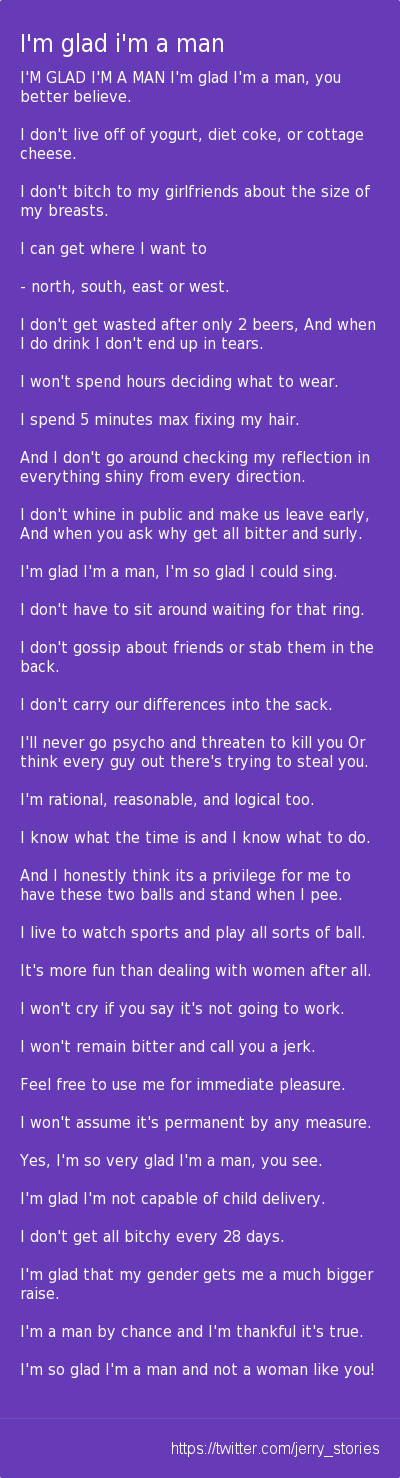 I'm glad i'm a man
I'M GLAD I'M A MAN I'm glad I'm a man, you
better believe.
I don't live off of yogurt, diet coke, or cottage
cheese.
I don't bitch to my girlfriends about the size of
my breasts.
I can get where I want to
- north, south, east or west.
I don't get wasted after only 2 beers, And when
I do drink I don't end up in tears.
I won't spend hours deciding what to wear.
I spend 5 minutes max fixing my hair.
And I don't go around checking my reflection in
everything shiny from every direction.
I don't whine in public and make us leave early,
And when you ask why get all bitter and surly.
I'm glad I'm a man, I'm so glad I could sing.
I don't have to sit around waiting for that ring.
I don't gossip about friends or stab them in the
back.
I don't carry our differences into the sack.
I'll never go psycho and threaten to kill you Or
think every guy out there's trying to steal you.
I'm rational, reasonable, and logical too.
I know what the time is and I know what to do.
And I honestly think its a privilege for me to
have these two balls and stand when I pee.
I live to watch sports and play all sorts of ball.
It's more fun than dealing with women after all.
I won't cry if you say it's not going to work.
I won't remain bitter and call you a jerk.
Feel free to use me for immediate pleasure.
I won't assume it's permanent by any measure.
Yes, I'm so very glad I'm a man, you see.
I'm glad I'm not capable of child delivery.
I don't get all bitchy every 28 days.
I'm glad that my gender gets me a much bigger
raise.
I'm a man by chance and I'm thankful it's true.
I'm so glad I'm a man and not a woman like you!
https://twitter.com/jerry_stories